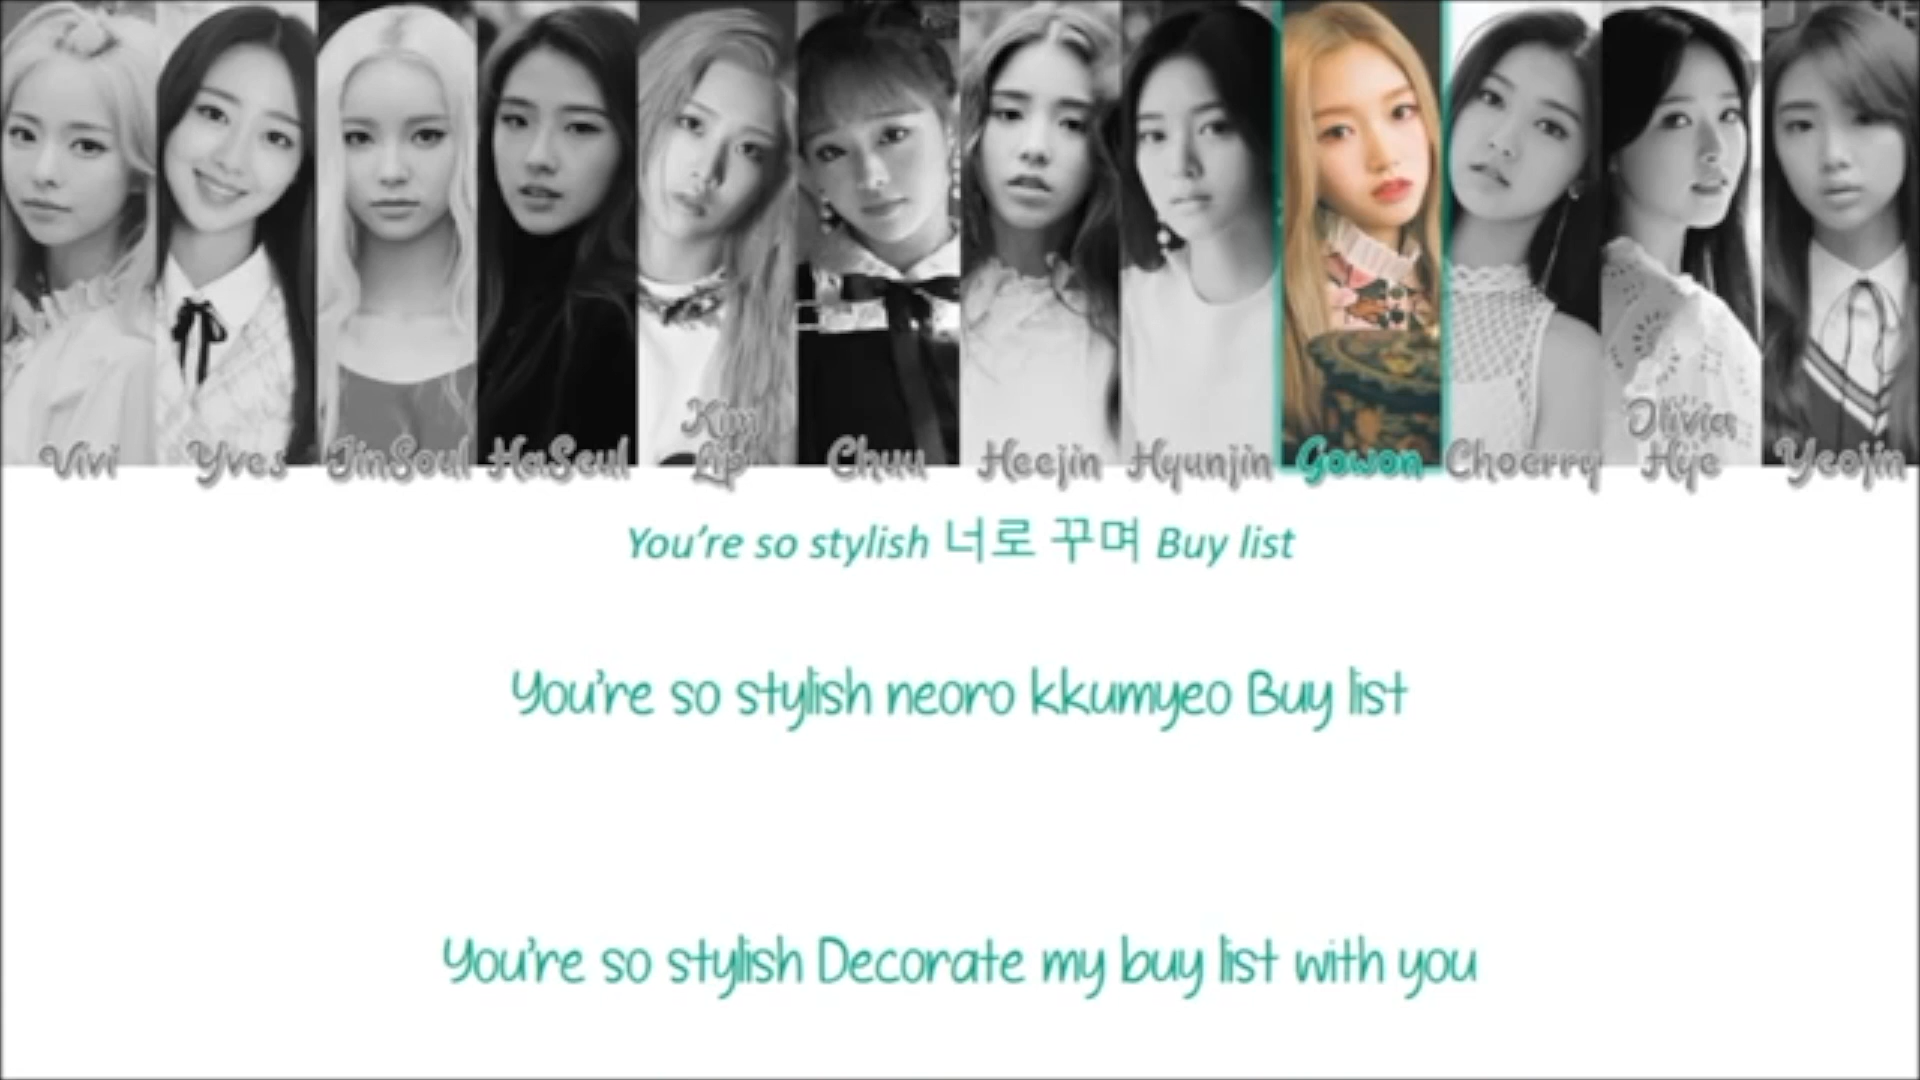 Vivi Yves JinSoul HaSeul Kim Lip Chuu Heejin Hyunjin Gowon Choerry Olivia Hye Yeojin
You're so stylish 너로 꾸며 Buy list
You're so stylish neoro kkumyeo Buy list
You're so stylish Decorate my buy list with you